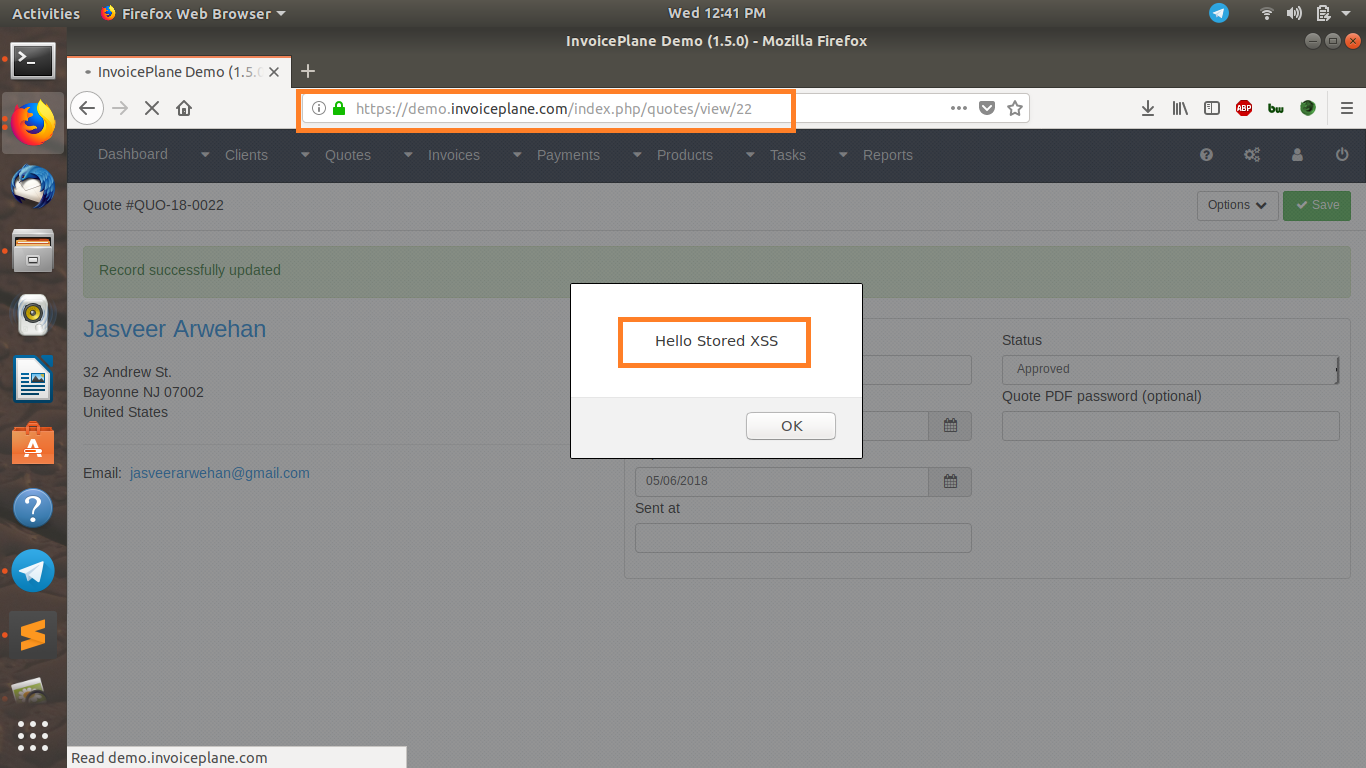 Activities Firefox Web Browser Wed 12:41 PM
InvoicePlane Demo (1.5.0) - Mozilla Firefox
InvoicePlane Demo (1.5.0
https://demo.invoiceplane.com/index.php/quotes/view/22
ABP
bw
Dashboard Clients Quotes Invoices Payments Products Tasks Reports
Quote #QUO-18-0022
Options Save
Record successfully updated
Jasveer Arwehan
32 Andrew St.
Bayonne NJ 07002
United States
Email: jasveerarwehan@gmail.com
Hello Stored XSS
OK
05/06/2018
Sent at
Status
Approved
Quote PDF password (optional)
Read demo.invoiceplane.com